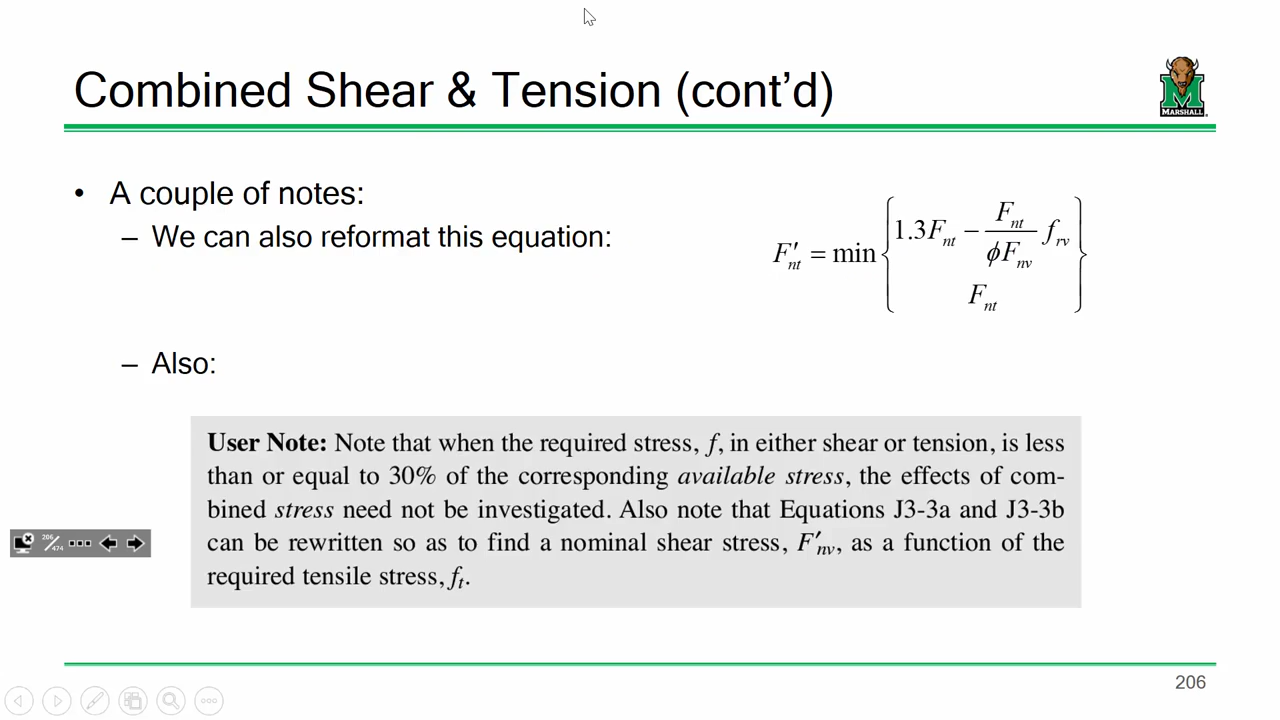 Combined Shear & Tension (cont’d)
MARSHALL
• A couple of notes:
– We can also reformat this equation:
F′nt = min { 1.3Fnt − Fnt/ϕFnv frv
Fnt }
– Also:
User Note: Note that when the required stress, f, in either shear or tension, is less
than or equal to 30% of the corresponding available stress, the effects of com-
bined stress need not be investigated. Also note that Equations J3-3a and J3-3b
can be rewritten so as to find a nominal shear stress, F′nv, as a function of the
required tensile stress, ft.
206/474
206